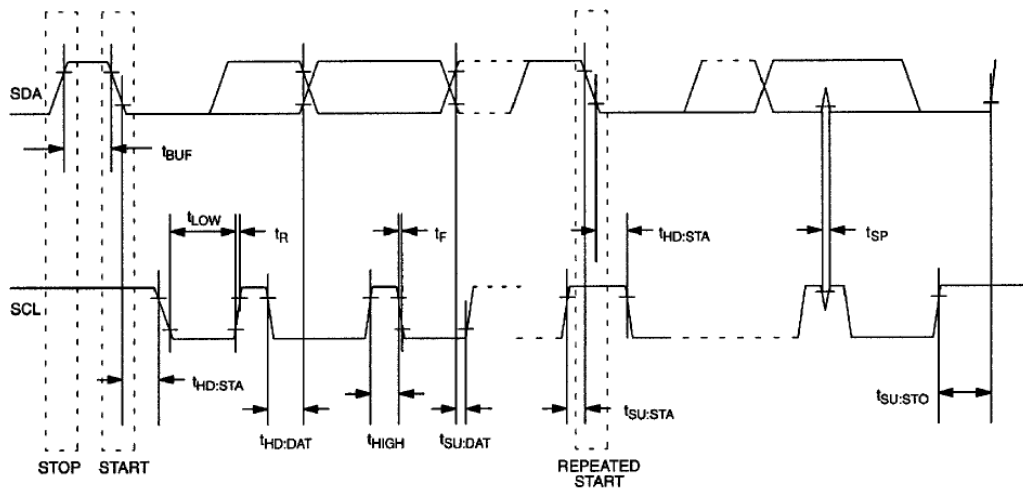 SDA
tBUF
tLOW
tR
tF
tHD:STA
tSP
SCL
tHD:STA
tHD:DAT
tHIGH
tSU:DAT
tSU:STA
tSU:STO
STOP
START
REPEATED
START